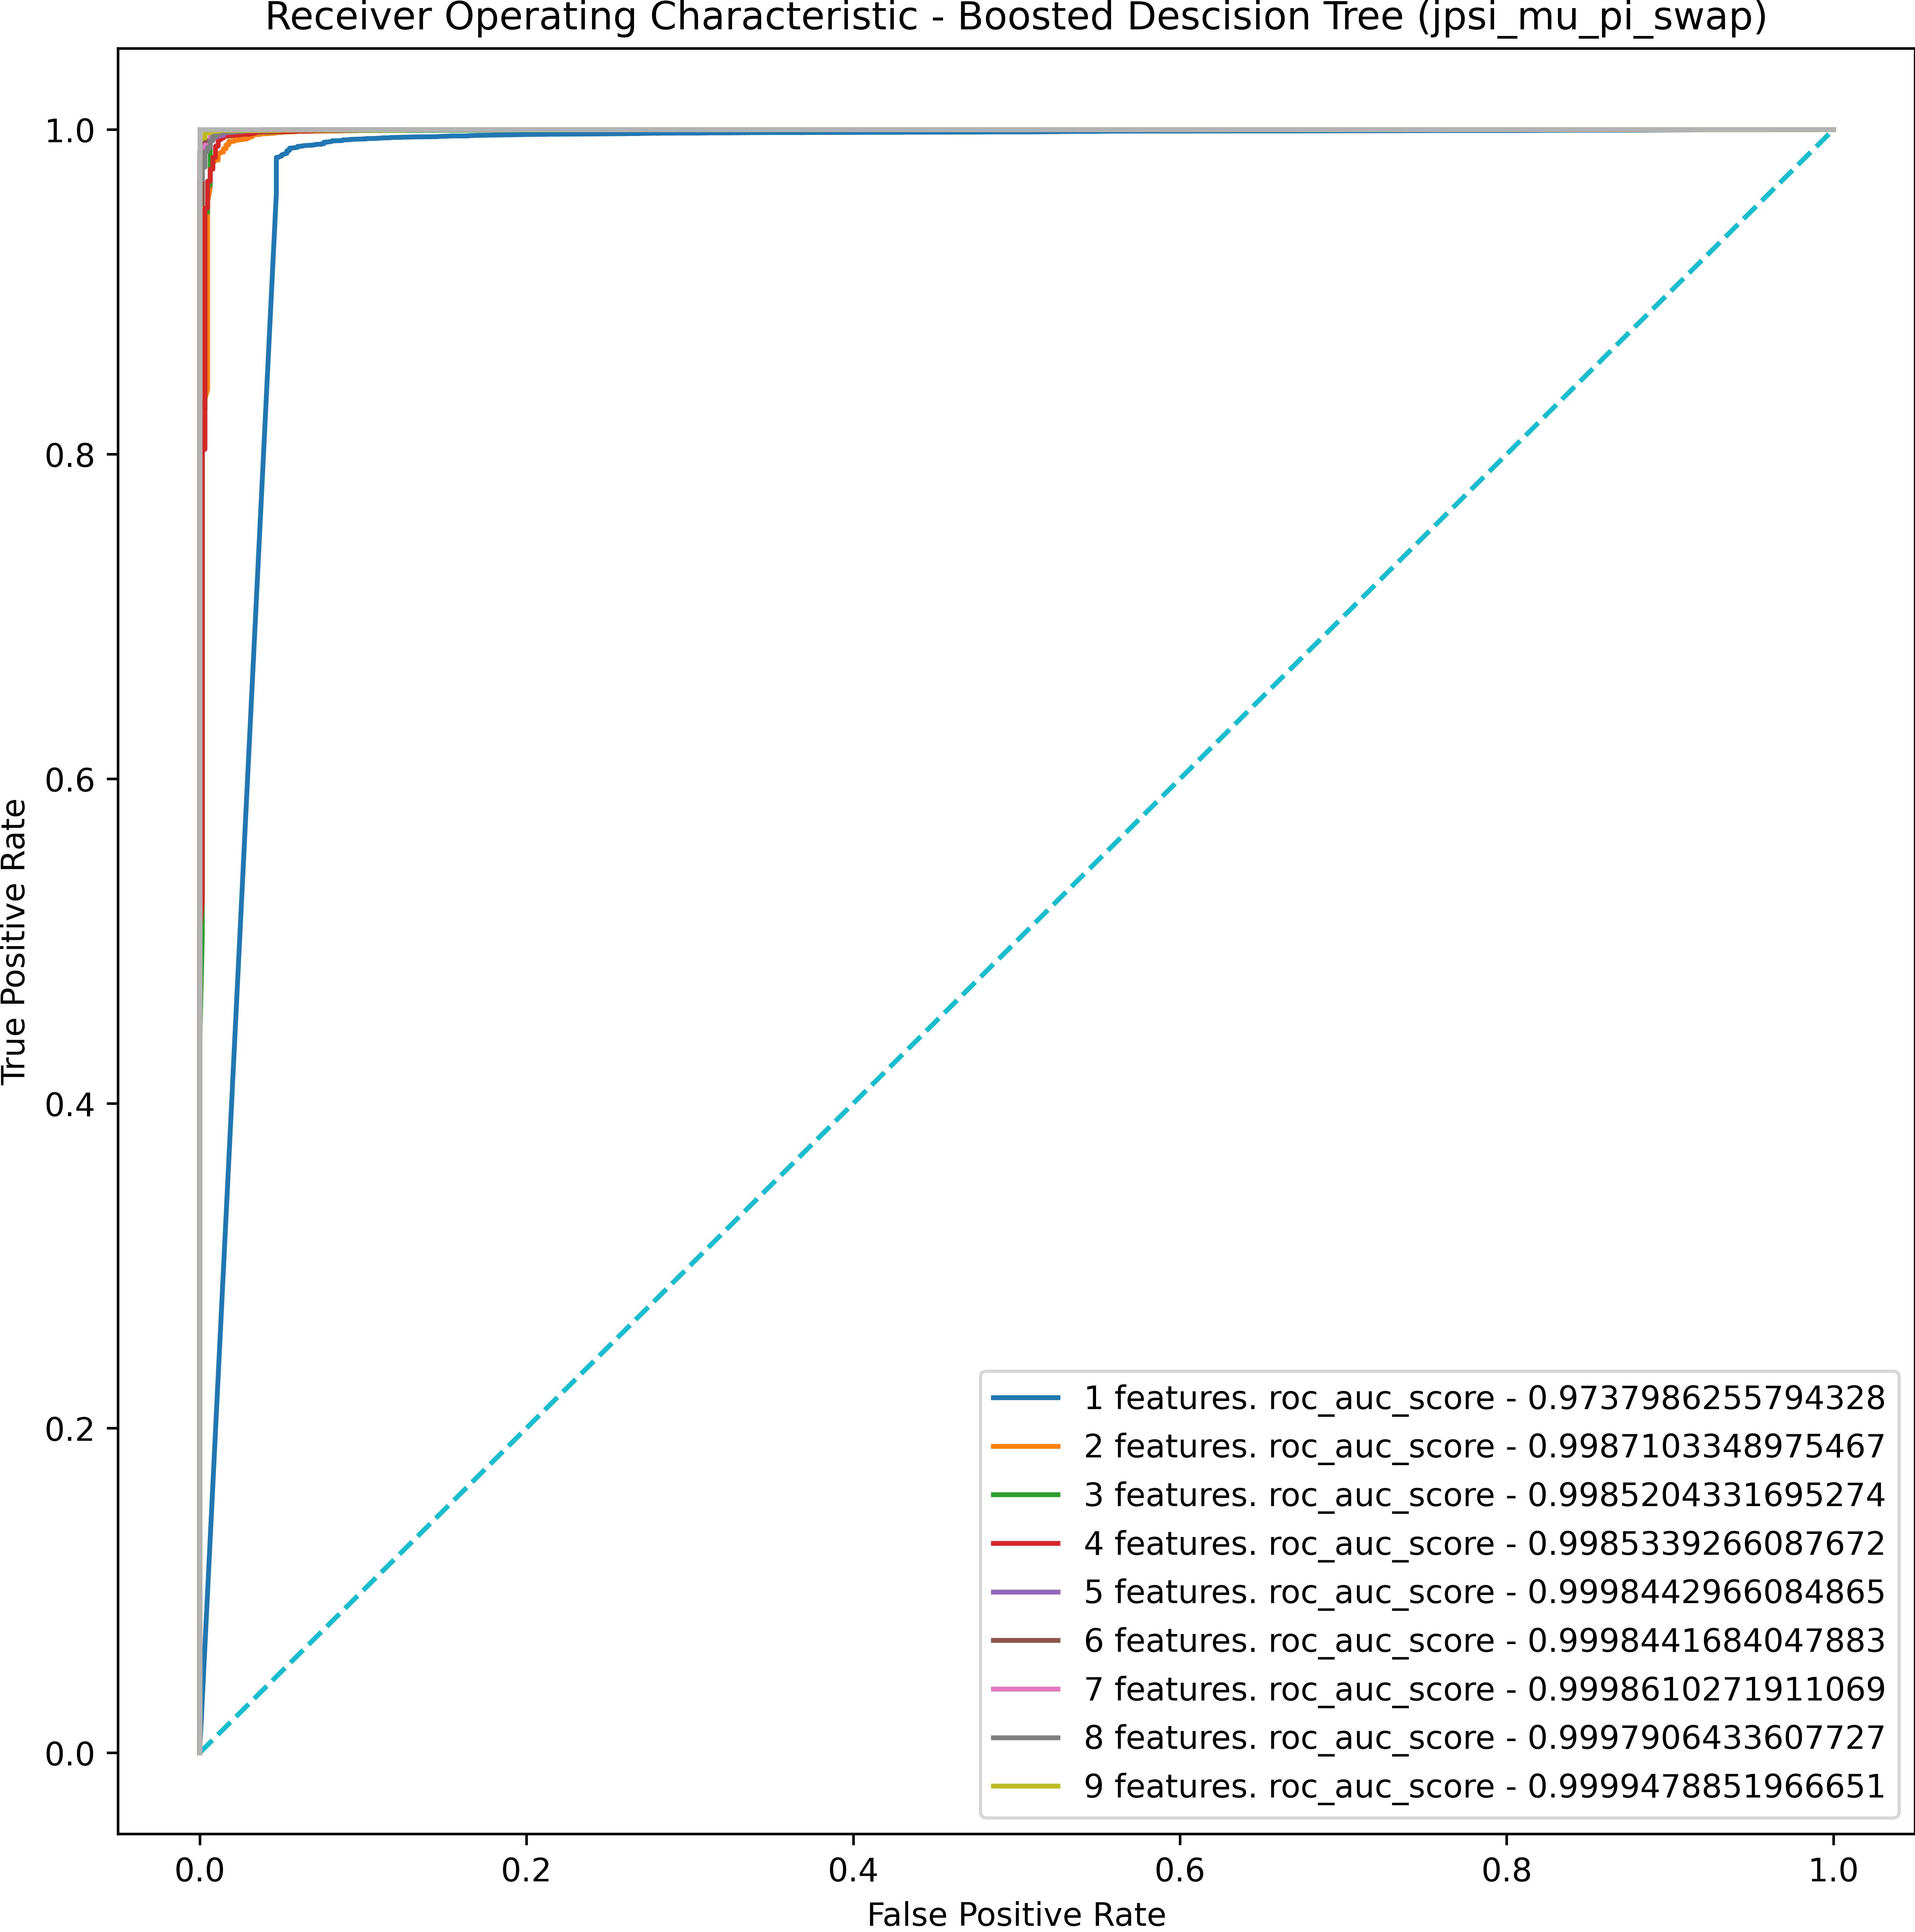 Receiver Operating Characteristic - Boosted Descision Tree (jpsi_mu_pi_swap)
1.0
0.8
0.6
0.4
0.2
0.0
True Positive Rate
1 features. roc_auc_score - 0.9737986255794328
2 features. roc_auc_score - 0.9987103348975467
3 features. roc_auc_score - 0.9985204331695274
4 features. roc_auc_score - 0.9985339266087672
5 features. roc_auc_score - 0.9998442966084865
6 features. roc_auc_score - 0.9998441684047883
7 features. roc_auc_score - 0.9998610271911069
8 features. roc_auc_score - 0.9997906433607727
9 features. roc_auc_score - 0.9999478851966651
0.0 0.2 0.4 0.6 0.8 1.0
False Positive Rate